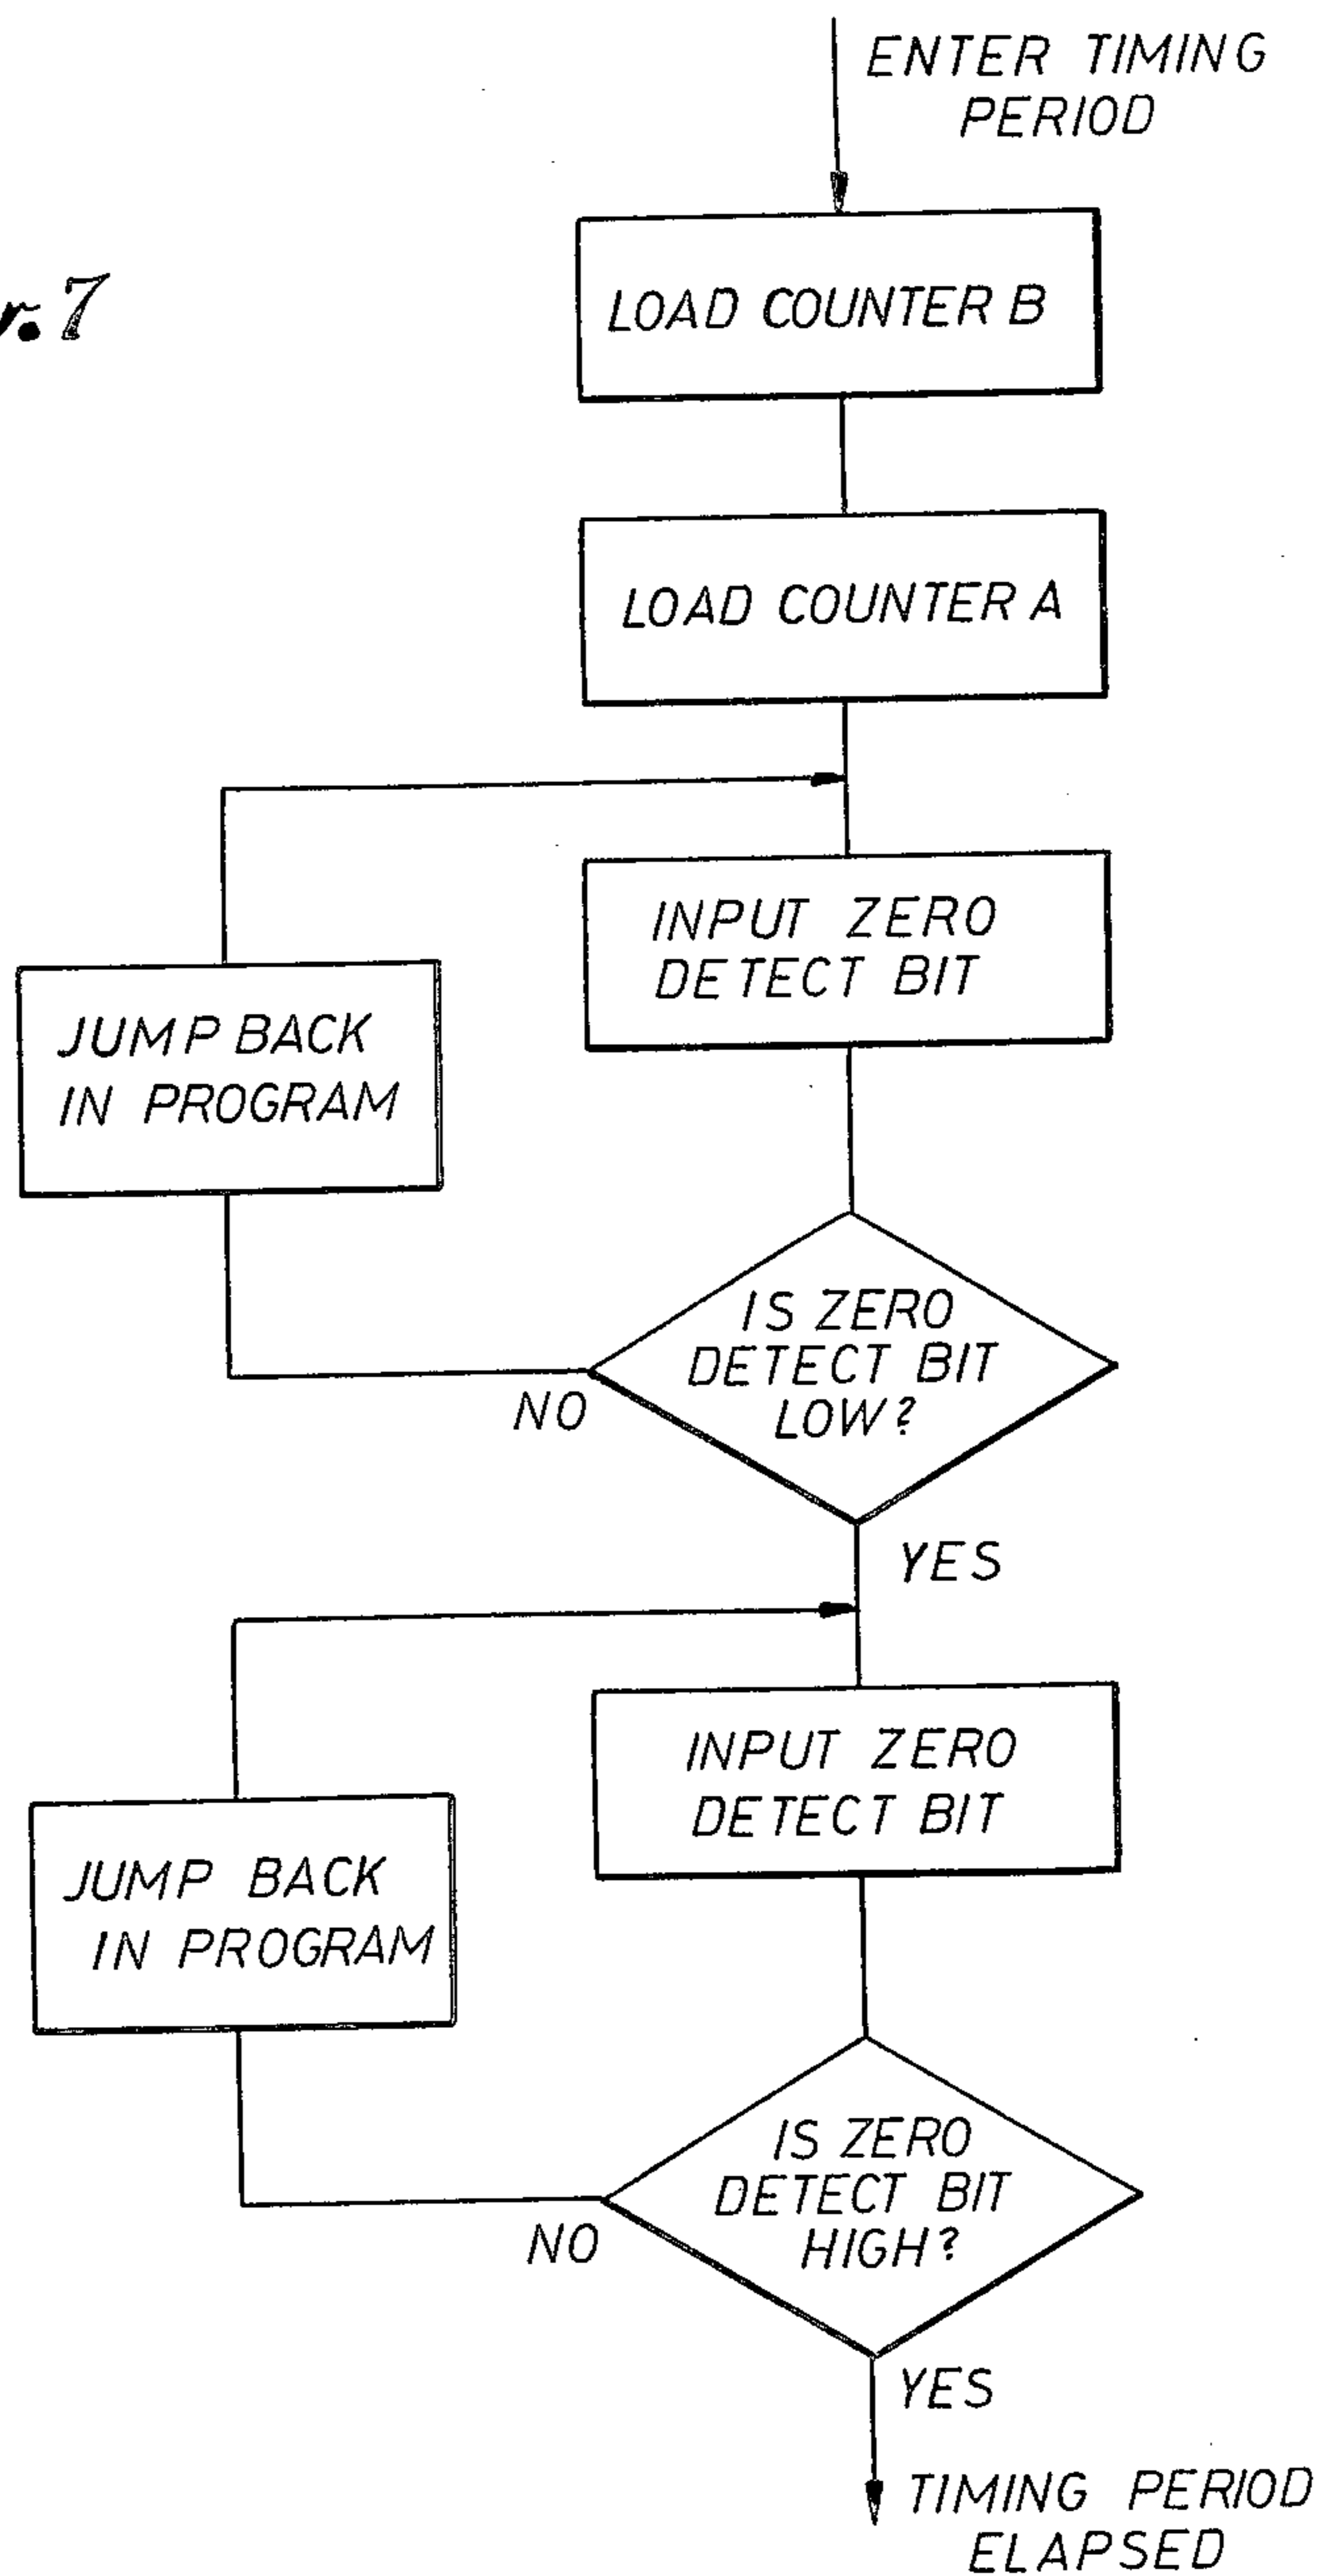 ENTER TIMING
PERIOD
7
LOAD COUNTER B
LOAD COUNTER A
INPUT ZERO
DETECT BIT
JUMP BACK
IN PROGRAM
IS ZERO
DETECT BIT
LOW?
NO
YES
INPUT ZERO
DETECT BIT
JUMP BACK
IN PROGRAM
IS ZERO
DETECT BIT
HIGH?
NO
YES
TIMING PERIOD
ELAPSED